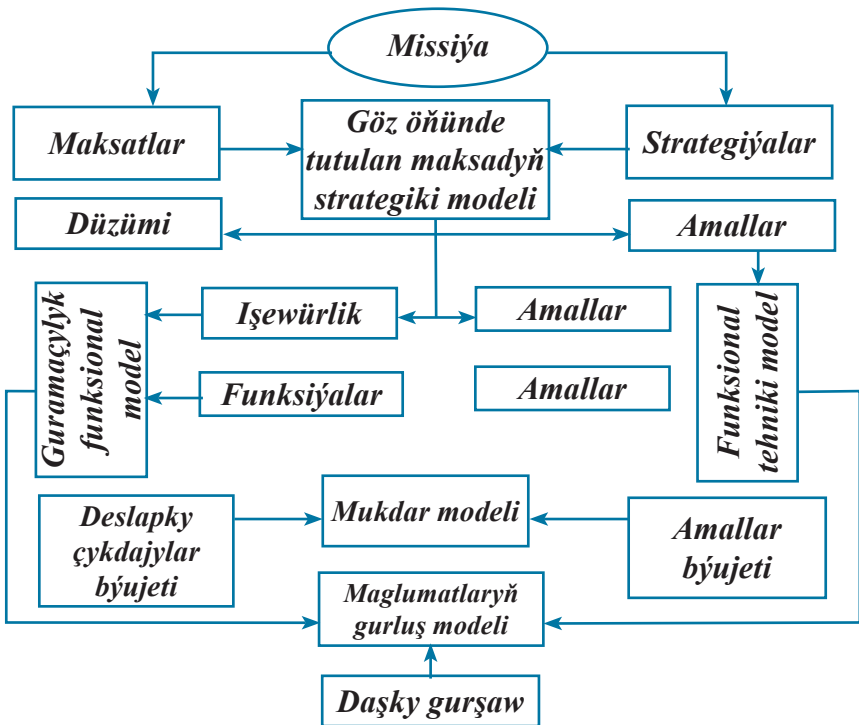 Missiýa
Maksatlar
Göz öňünde
tutulan maksadyň
strategiki modeli
Strategiýalar
Düzümi
Amallar
Guramaçylyk
funksional
model
Işewürlik
Amallar
Funksional
tehniki model
Funksiýalar
Amallar
Deslapky
çykdajylar
býujeti
Mukdar modeli
Amallar
býujeti
Maglumatlaryň
gurluş modeli
Daşky gurşaw